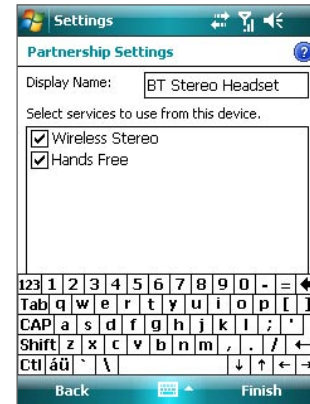 Settings
Partnership Settings ?
Display Name: BT Stereo Headset
Select services to use from this device.
Wireless Stereo
Hands Free
123 1 2 3 4 5 6 7 8 9 0 - = ←
Tab q w e r t y u i o p [ ]
CAP a s d f g h j k l ; '
Shift z x c v b n m , . / ←
Ctl áü ` \ ↓ ↑ ← →
Back Finish